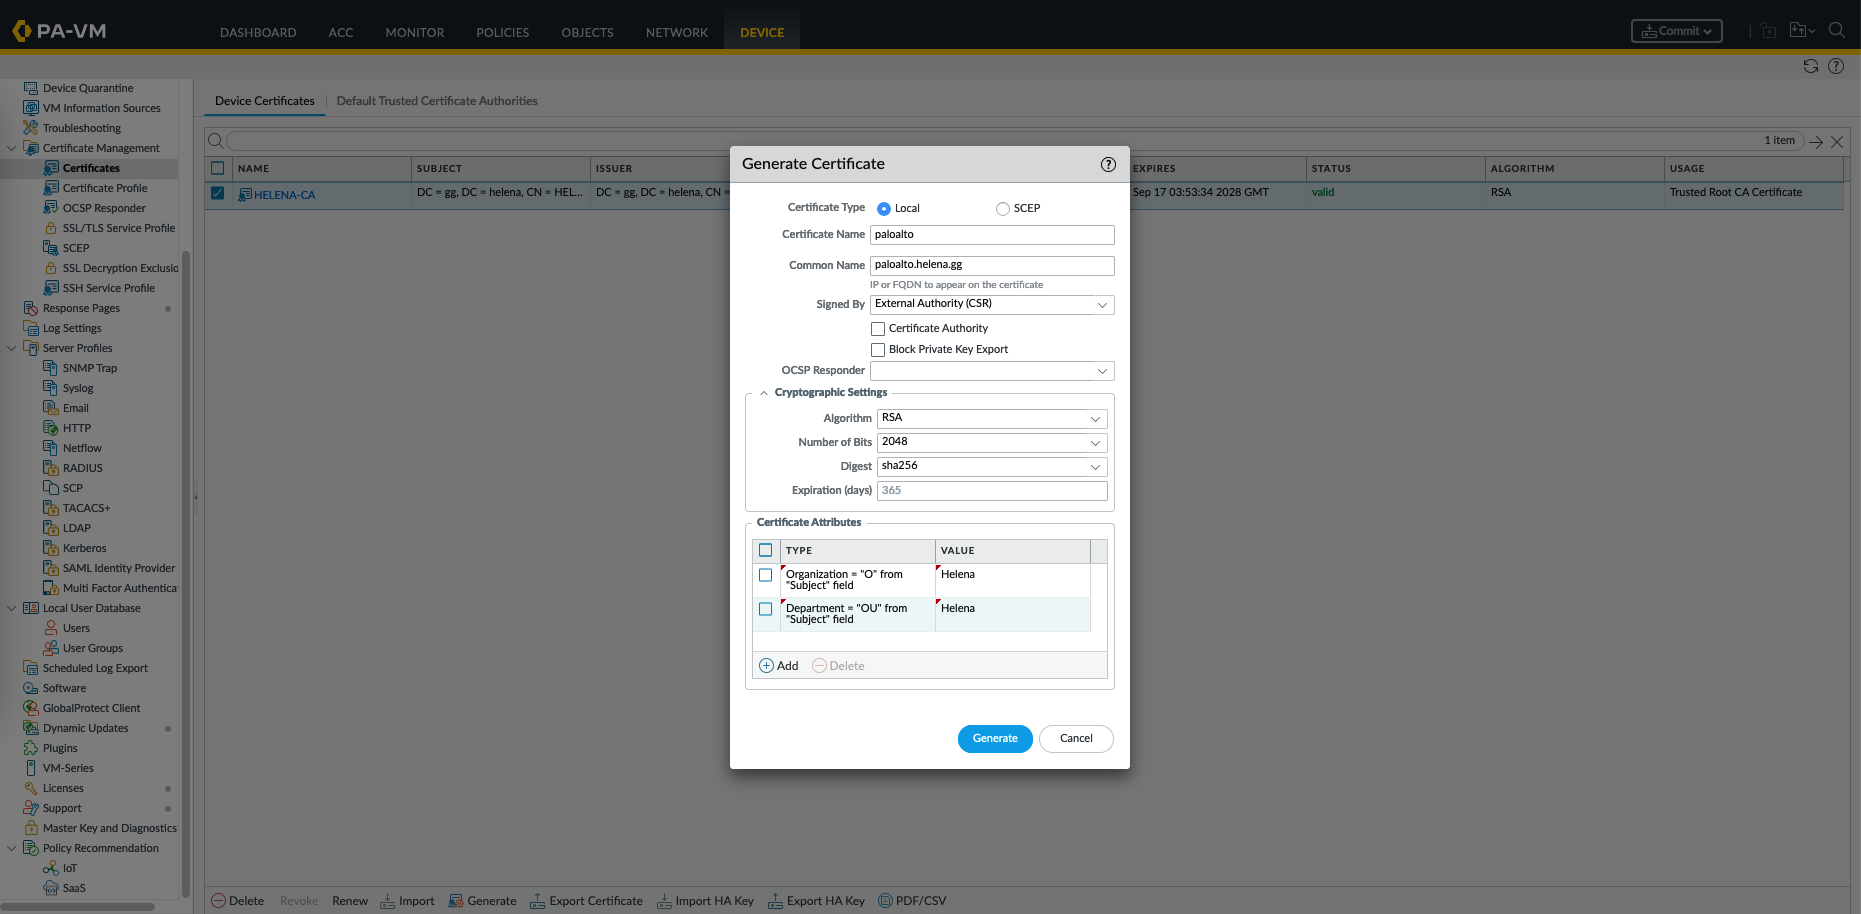 PA-VM
DASHBOARD ACC MONITOR POLICIES OBJECTS NETWORK DEVICE
Commit
Device Quarantine
VM Information Sources
Troubleshooting
Certificate Management
Certificates
Certificate Profile
OCSP Responder
SSL/TLS Service Profile
SCEP
SSL Decryption Exclusio
SSH Service Profile
Response Pages
Log Settings
Server Profiles
SNMP Trap
Syslog
Email
HTTP
Netflow
RADIUS
SCP
TACACS+
LDAP
Kerberos
SAML Identity Provider
Multi Factor Authenticat
Local User Database
Users
User Groups
Scheduled Log Export
Software
GlobalProtect Client
Dynamic Updates
Plugins
VM-Series
Licenses
Support
Master Key and Diagnostics
Policy Recommendation
IoT
SaaS
Device Certificates Default Trusted Certificate Authorities
1 item
NAME SUBJECT ISSUER EXPIRES STATUS ALGORITHM USAGE
HELENA-CA DC = gg, DC = helena, CN = HEL... DC = gg, DC = helena, CN = Sep 17 03:53:34 2028 GMT valid RSA Trusted Root CA Certificate
Generate Certificate
Certificate Type Local SCEP
Certificate Name paloalto
Common Name paloalto.helena.gg
IP or FQDN to appear on the certificate
Signed By External Authority (CSR)
Certificate Authority
Block Private Key Export
OCSP Responder
Cryptographic Settings
Algorithm RSA
Number of Bits 2048
Digest sha256
Expiration (days) 365
Certificate Attributes
TYPE VALUE
Organization = "O" from "Subject" field Helena
Department = "OU" from "Subject" field Helena
Add Delete
Generate Cancel
Delete Revoke Renew Import Generate Export Certificate Import HA Key Export HA Key PDF/CSV